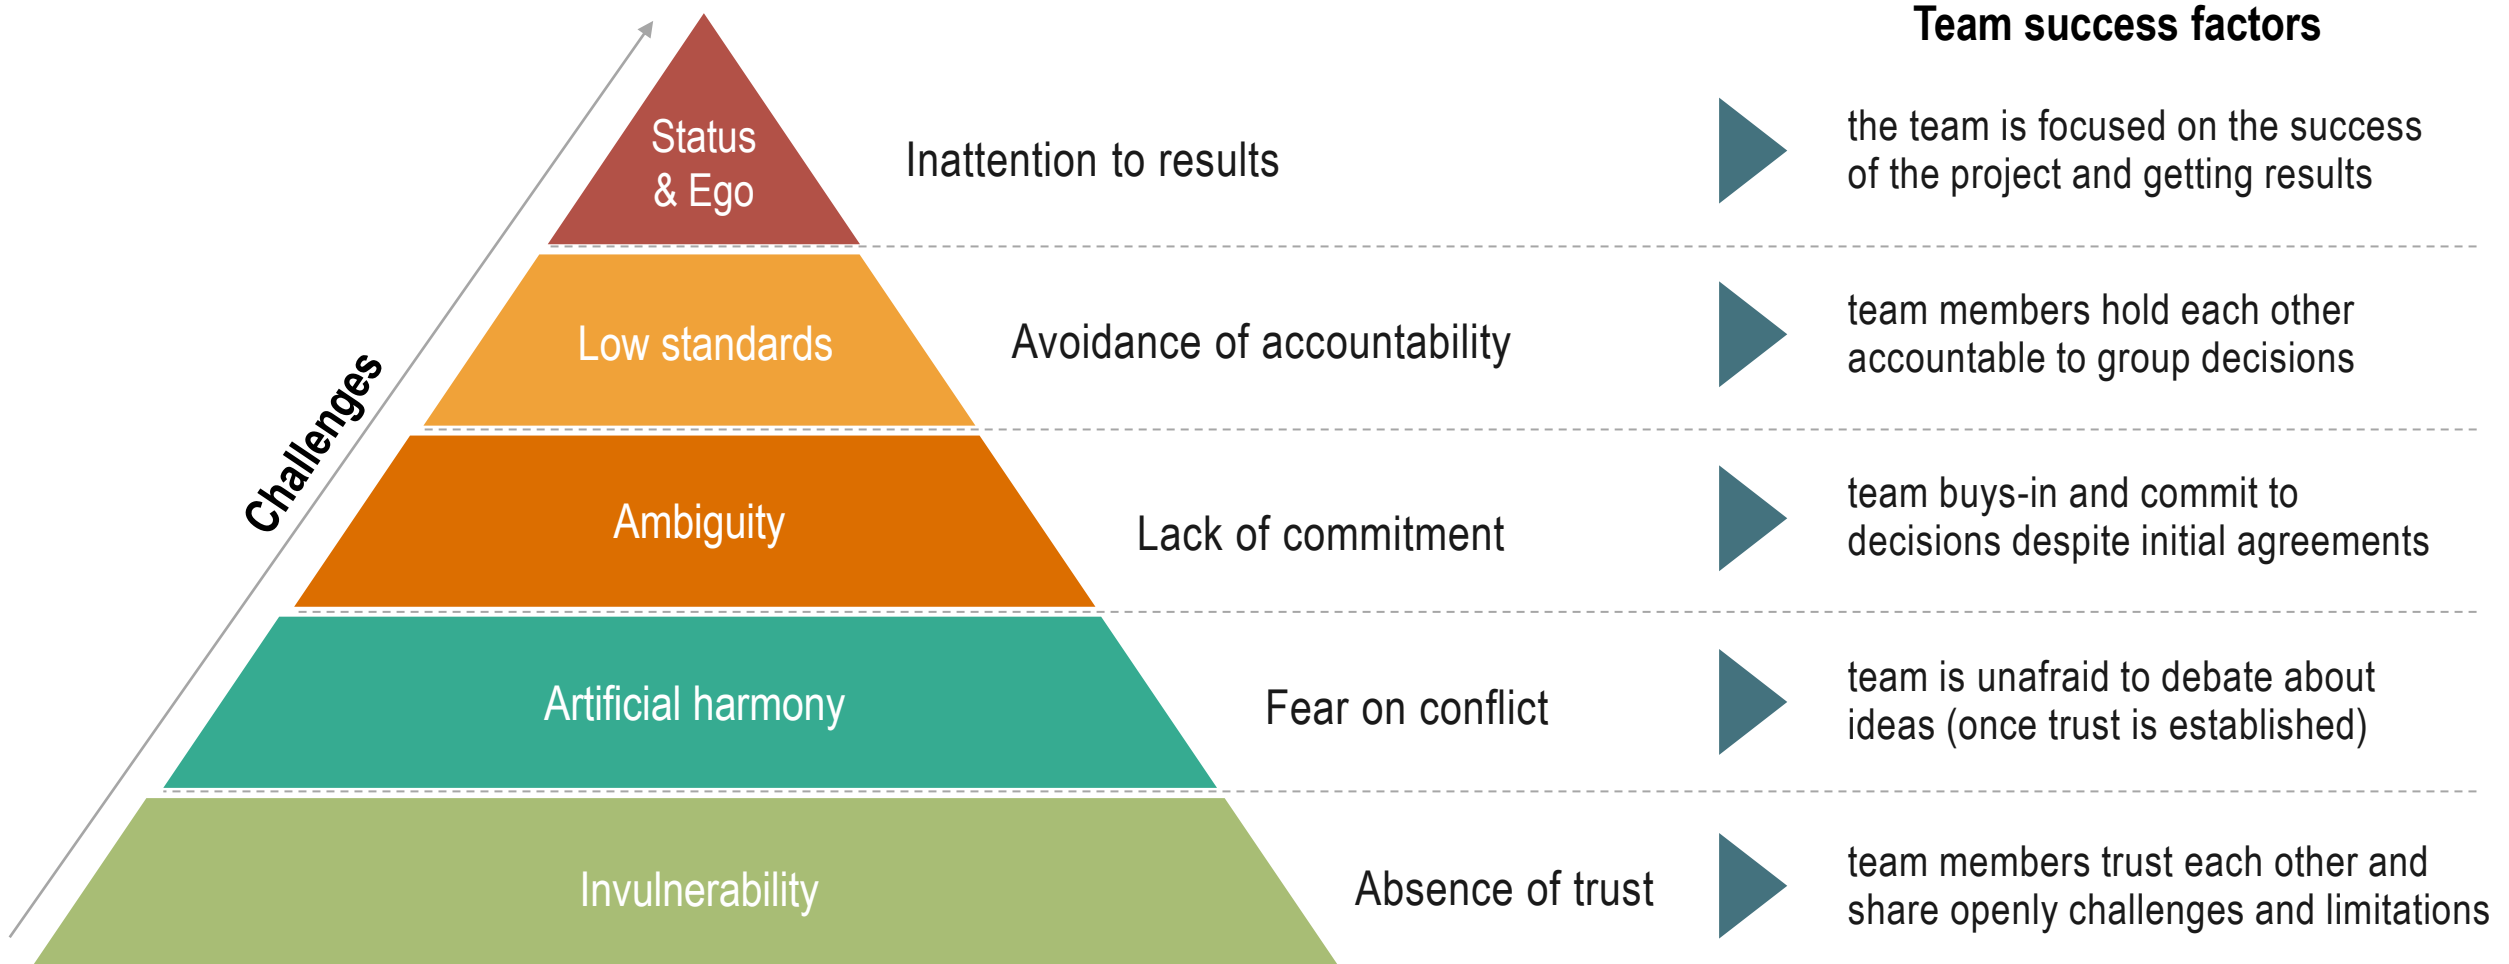 Team success factors
Challenges
Status
& Ego
Inattention to results
the team is focused on the success
of the project and getting results
Low standards
Avoidance of accountability
team members hold each other
accountable to group decisions
Ambiguity
Lack of commitment
team buys-in and commit to
decisions despite initial agreements
Artificial harmony
Fear on conflict
team is unafraid to debate about
ideas (once trust is established)
Invulnerability
Absence of trust
team members trust each other and
share openly challenges and limitations